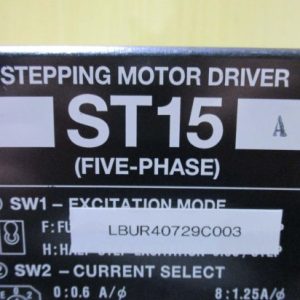 STEPPING MOTOR DRIVER
ST15
A
(FIVE-PHASE)
SW1 - EXCITATION MODE
LBUR40729C003
② SW2 - CURRENT SELECT
0:0.6 A/φ 8:1.25A/φ